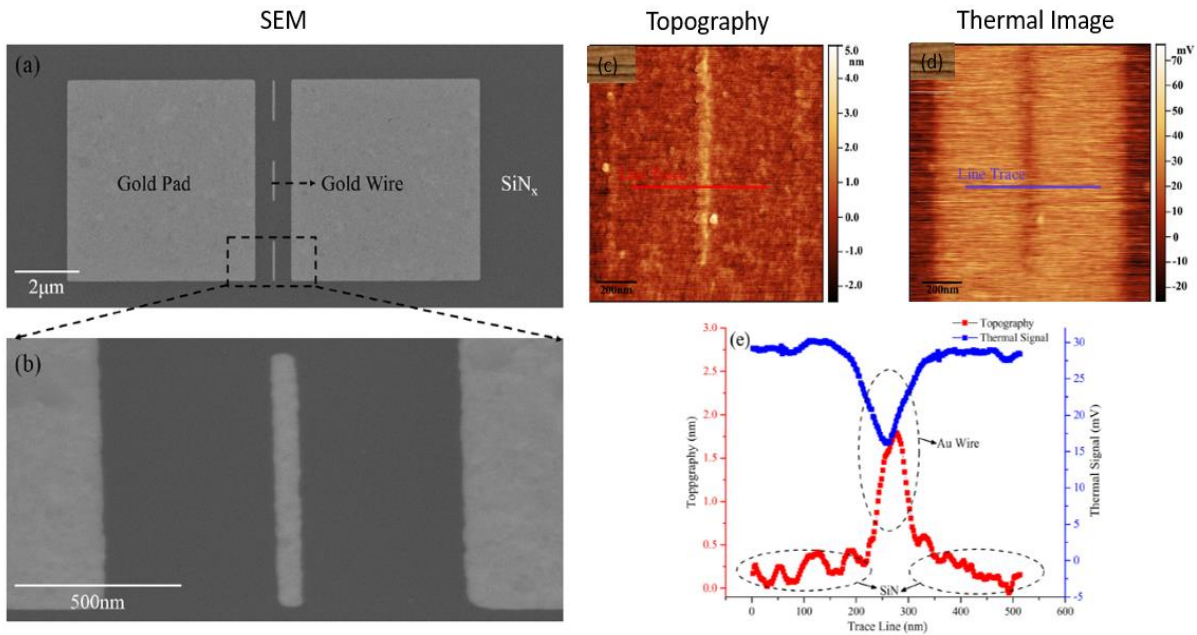 SEM
Topography
Thermal Image
(a)
Gold Pad
Gold Wire
SiNx
2μm
(b)
500nm
(c)
Line Trace
200nm
5.0
nm
4.0
3.0
2.0
1.0
0.0
-1.0
-2.0
(d)
Line Trace
200nm
mV
70
60
50
40
30
20
10
0
-10
-20
(e)
Topography
Thermal Signal
3.0
2.5
2.0
1.5
1.0
0.5
0.0
Toppgraphy (nm)
30
25
20
15
10
5
0
-5
Thermal Signal (mV)
Au Wire
SiN
0
100
200
300
400
500
600
Trace Line (nm)